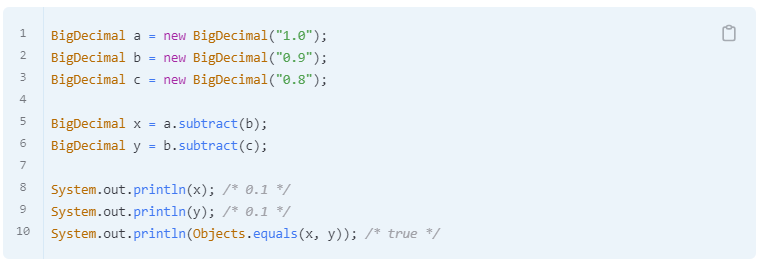 1 BigDecimal a = new BigDecimal("1.0");
2 BigDecimal b = new BigDecimal("0.9");
3 BigDecimal c = new BigDecimal("0.8");
4
5 BigDecimal x = a.subtract(b);
6 BigDecimal y = b.subtract(c);
7
8 System.out.println(x); /* 0.1 */
9 System.out.println(y); /* 0.1 */
10 System.out.println(Objects.equals(x, y)); /* true */